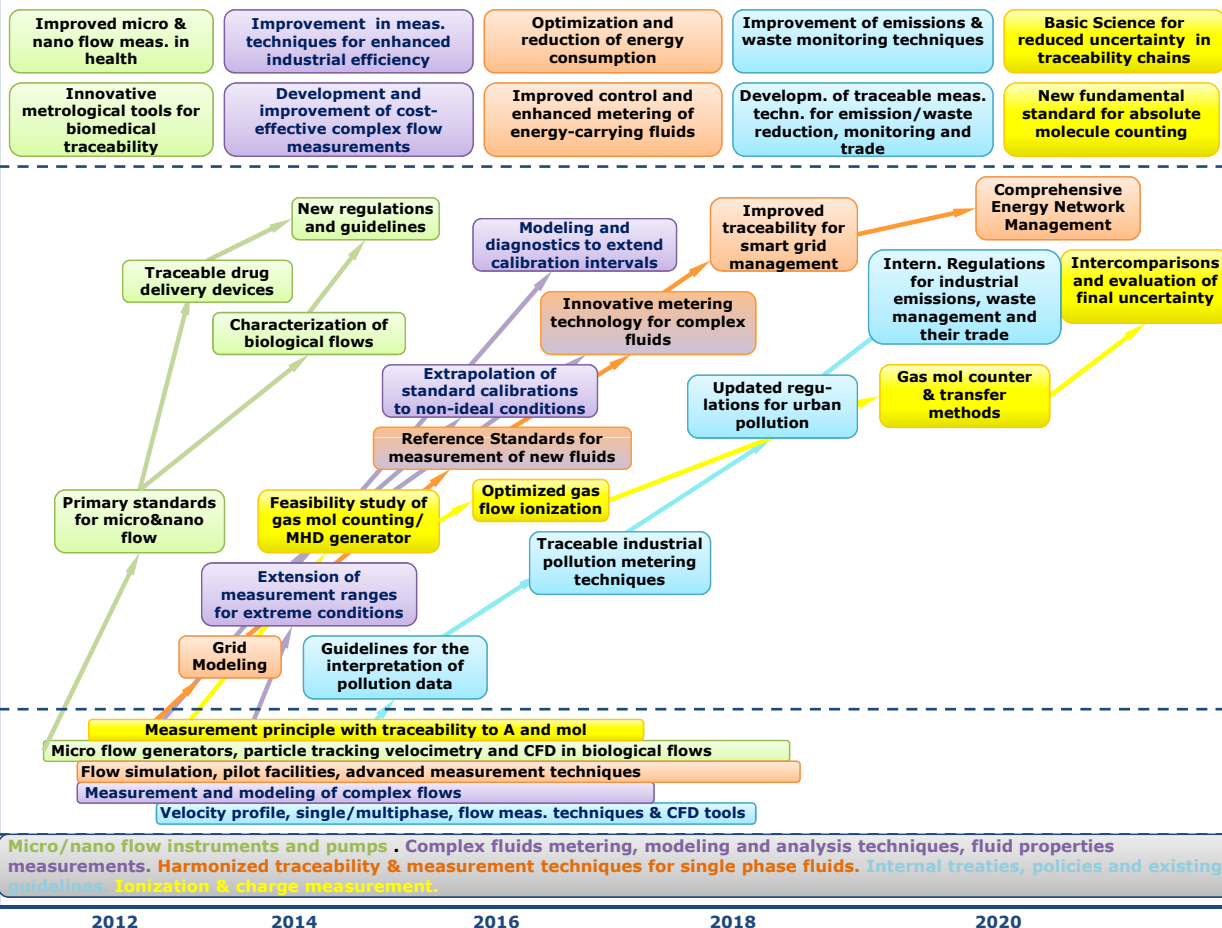 Improved micro &
nano flow meas. in
health
Improvement in meas.
techniques for enhanced
industrial efficiency
Optimization and
reduction of energy
consumption
Improvement of emissions &
waste monitoring techniques
Basic Science for
reduced uncertainty in
traceability chains
Innovative
metrological tools for
biomedical
traceability
Development and
improvement of cost-
effective complex flow
measurements
Improved control and
enhanced metering of
energy-carrying fluids
Developm. of traceable meas.
techn. for emission/waste
reduction, monitoring and
trade
New fundamental
standard for absolute
molecule counting
New regulations
and guidelines
Modeling and
diagnostics to extend
calibration intervals
Improved
traceability for
smart grid
management
Comprehensive
Energy Network
Management
Traceable drug
delivery devices
Intern. Regulations
for industrial
emissions, waste
management and
their trade
Intercomparisons
and evaluation of
final uncertainty
Characterization of
biological flows
Innovative metering
technology for complex
fluids
Extrapolation of
standard calibrations
to non-ideal conditions
Updated regu-
lations for urban
pollution
Gas mol counter
& transfer
methods
Reference Standards for
measurement of new fluids
Primary standards
for micro&nano
flow
Feasibility study of
gas mol counting/
MHD generator
Optimized gas
flow ionization
Traceable industrial
pollution metering
techniques
Extension of
measurement ranges
for extreme conditions
Grid
Modeling
Guidelines for the
interpretation of
pollution data
Measurement principle with traceability to A and mol
Micro flow generators, particle tracking velocimetry and CFD in biological flows
Flow simulation, pilot facilities, advanced measurement techniques
Measurement and modeling of complex flows
Velocity profile, single/multiphase, flow meas. techniques & CFD tools
Micro/nano flow instruments and pumps . Complex fluids metering, modeling and analysis techniques, fluid properties
measurements. Harmonized traceability & measurement techniques for single phase fluids. Internal treaties, policies and existing
guidelines. Ionization & charge measurement.
2012 2014 2016 2018 2020